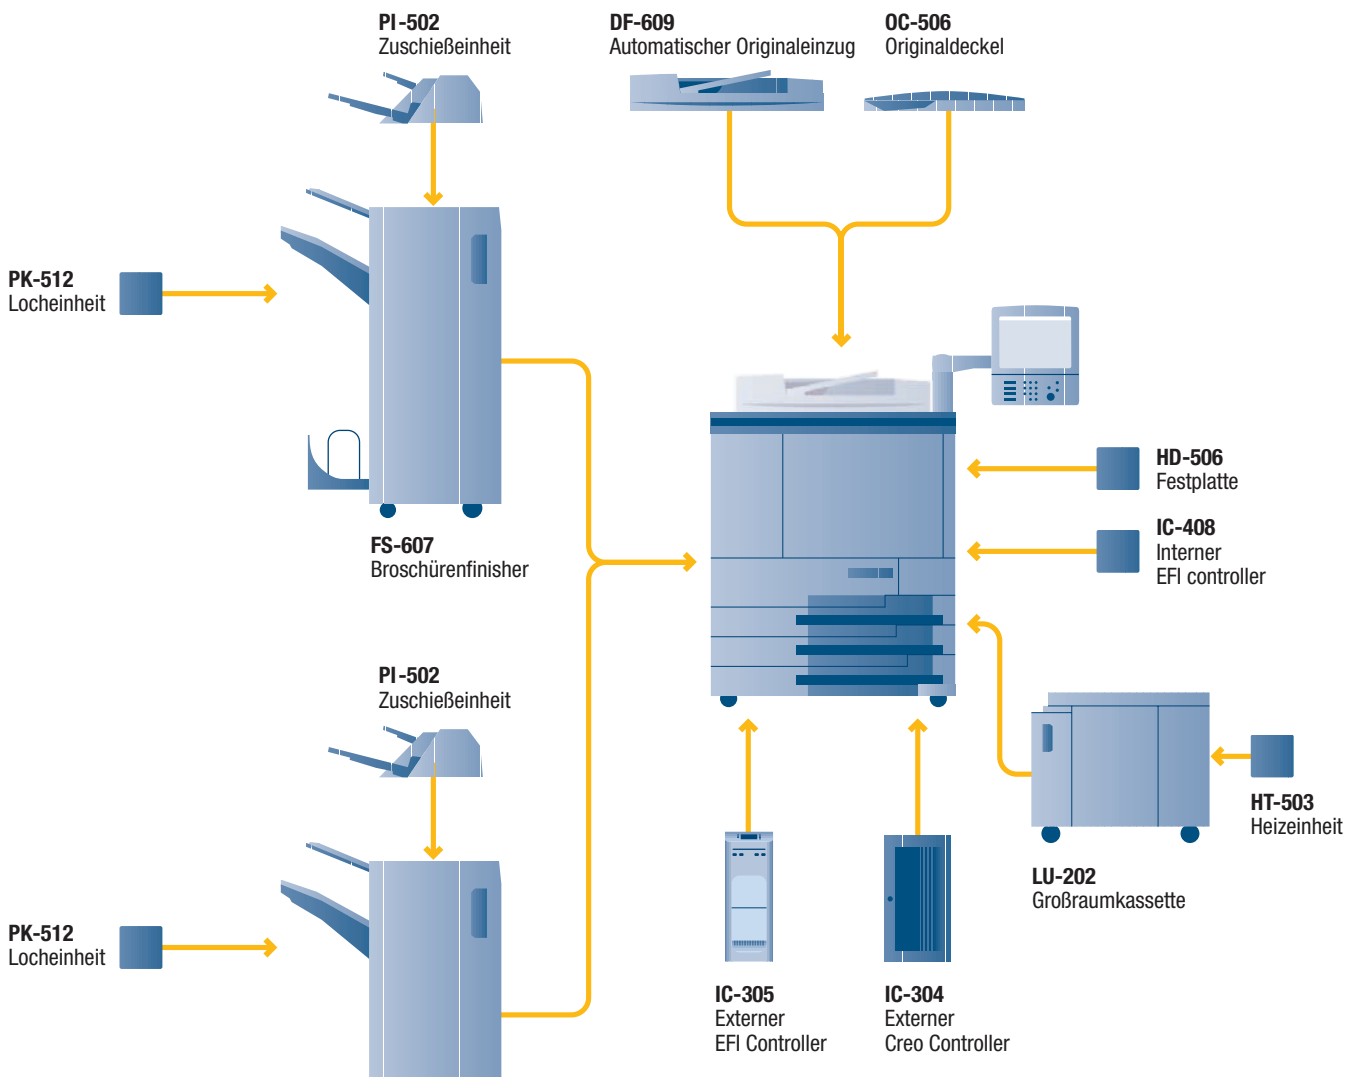 PI-502
Zuschießeinheit
DF-609
Automatischer Originaleinzug
OC-506
Originaldeckel
PK-512
Locheinheit
HD-506
Festplatte
IC-408
Interner
EFI controller
FS-607
Broschürenfinisher
PI-502
Zuschießeinheit
HT-503
Heizeinheit
LU-202
Großraumkassette
PK-512
Locheinheit
IC-305
Externer
EFI Controller
IC-304
Externer
Creo Controller